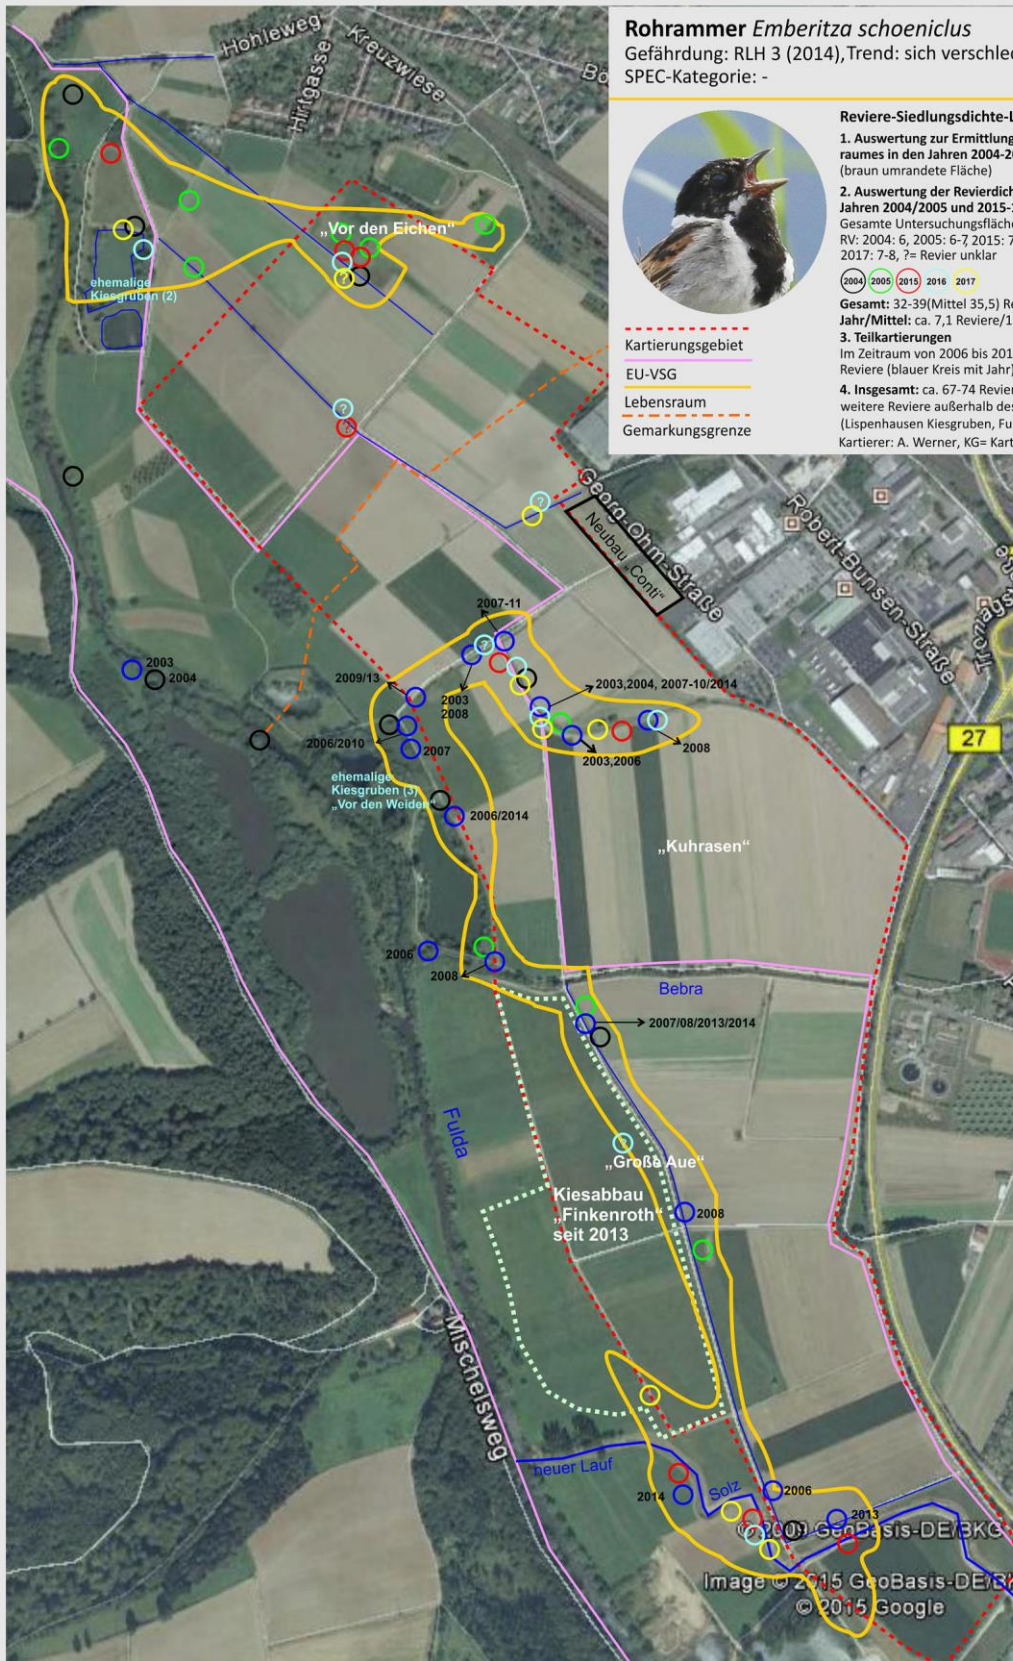 Rohrammer Emberitza schoeniclus
Gefährdung: RLH 3 (2014), Trend: sich verschlec
SPEC-Kategorie: -
Reviere-Siedlungsdichte-L
1. Auswertung zur Ermittlung
raumes in den Jahren 2004-20
(braun umrandete Fläche)
2. Auswertung der Revierdich
Jahren 2004/2005 und 2015-1
Gesamte Untersuchungsfläche
RV: 2004: 6, 2005: 6-7, 2015: 7
2017: 7-8, ?= Revier unklar
2004 2005 2015 2016 2017
Gesamt: 32-39(Mittel 35,5) Re
Jahr/Mittel: ca. 7,1 Reviere/1
3. Teilkartierungen
Im Zeitraum von 2006 bis 201
Reviere (blauer Kreis mit Jahr)
4. Insgesamt: ca. 67-74 Revier
weitere Reviere außerhalb des
(Lispenhausen Kiesgruben, Fu
Kartierer: A. Werner, KG= Kart
Kartierungsgebiet
EU-VSG
Lebensraum
Gemarkungsgrenze
Hohleweg
Hirtgasse
Kreuzwiese
Bö
„Vor den Eichen“
?
ehemalige
Kiesgruben (2)
?
?
?
Georg-Ohm-Straße
Neubau „Conti“
Robert-Bunsen-Straße
27
2007-11
?
2003
2004
2009/13
2003
2008
2003,2004, 2007-10/2014
2006/2010
2007
2008
2003,2006
ehemalige
Kiesgruben (3)
„Vor den Weiden“
2006/2014
„Kuhrasen“
2006
2008
Bebra
2007/08/2013/2014
Fulda
?
„Große Aue“
Kiesabbau
„Finkenroth“
seit 2013
2008
Mischelsweg
neuer Lauf
2014
Solz
2006
2013
© 2009 GeoBasis-DE/BKG
Image © 2015 GeoBasis-DE/B
© 2015 Google